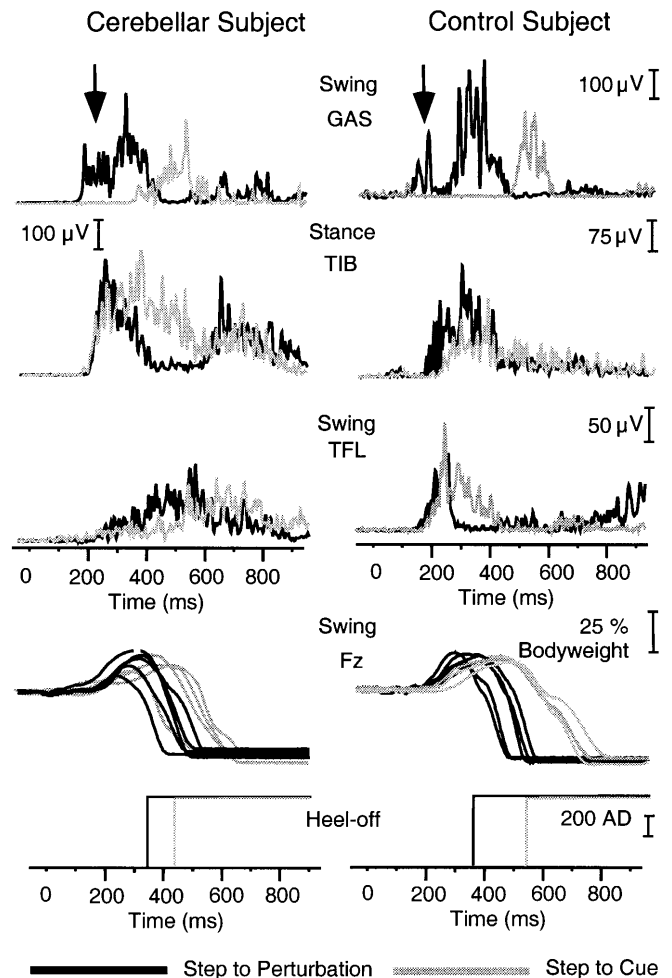 Cerebellar Subject
Control Subject
Swing
GAS
100 µV
100 µV
Stance
TIB
75 µV
Swing
TFL
50 µV
0 200 400 600 800
Time (ms)
0 200 400 600 800
Time (ms)
Swing
Fz
25 %
Bodyweight
Heel-off
200 AD
0 200 400 600 800
Time (ms)
0 200 400 600 800
Time (ms)
Step to Perturbation
Step to Cue